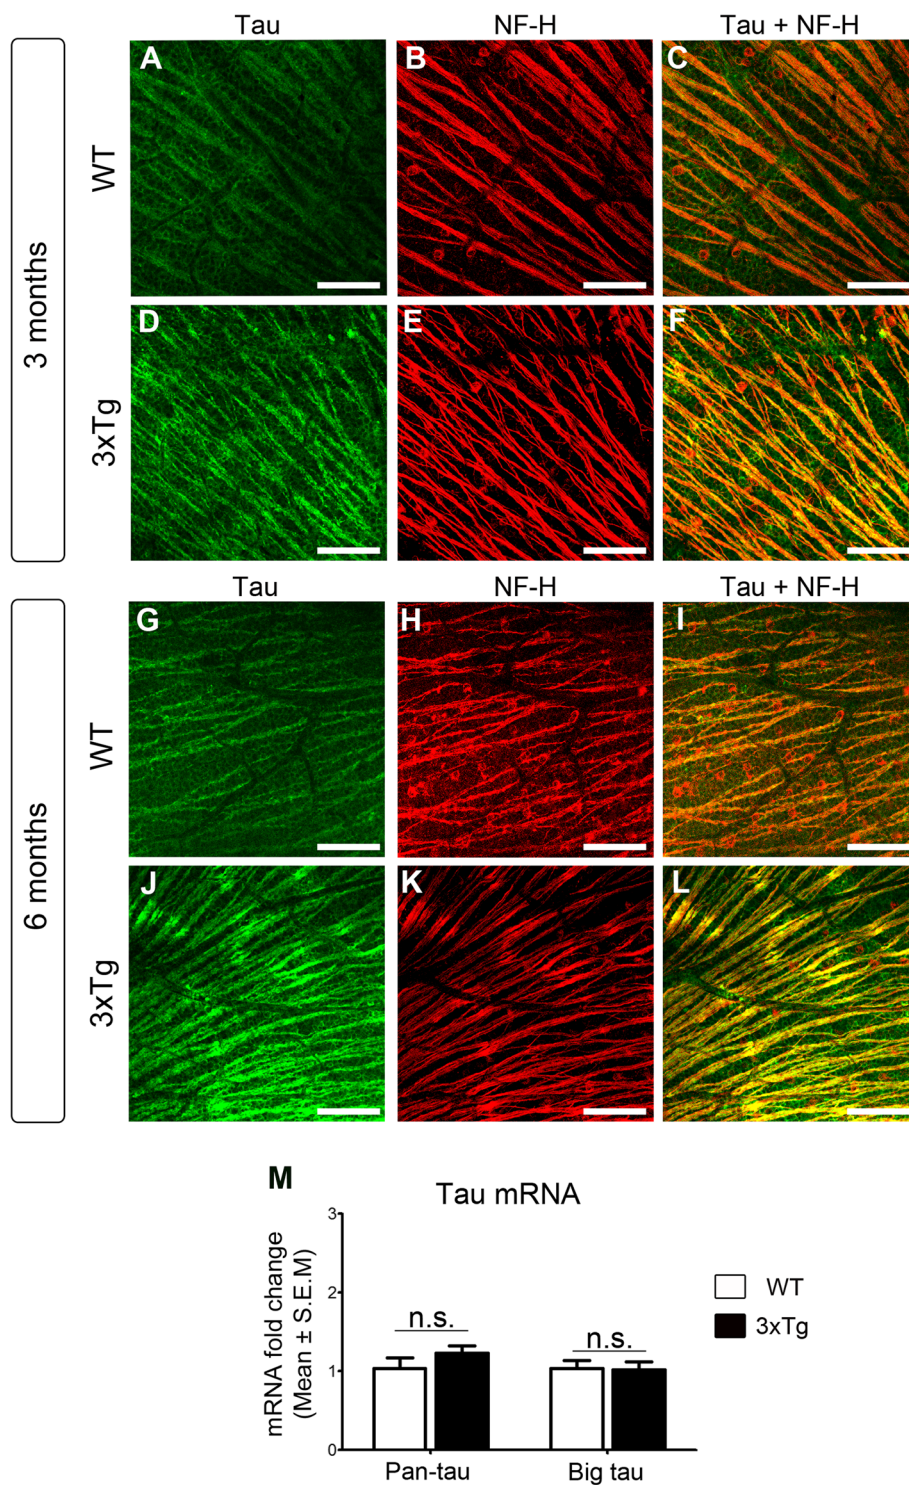 Tau NF-H Tau + NF-H
3 months
WT
A B C
3xTg
D E F
Tau NF-H Tau + NF-H
6 months
WT
G H I
3xTg
J K L
M
Tau mRNA
mRNA fold change
(Mean ± S.E.M)
3
2
1
0
n.s.
n.s.
WT
3xTg
Pan-tau Big tau